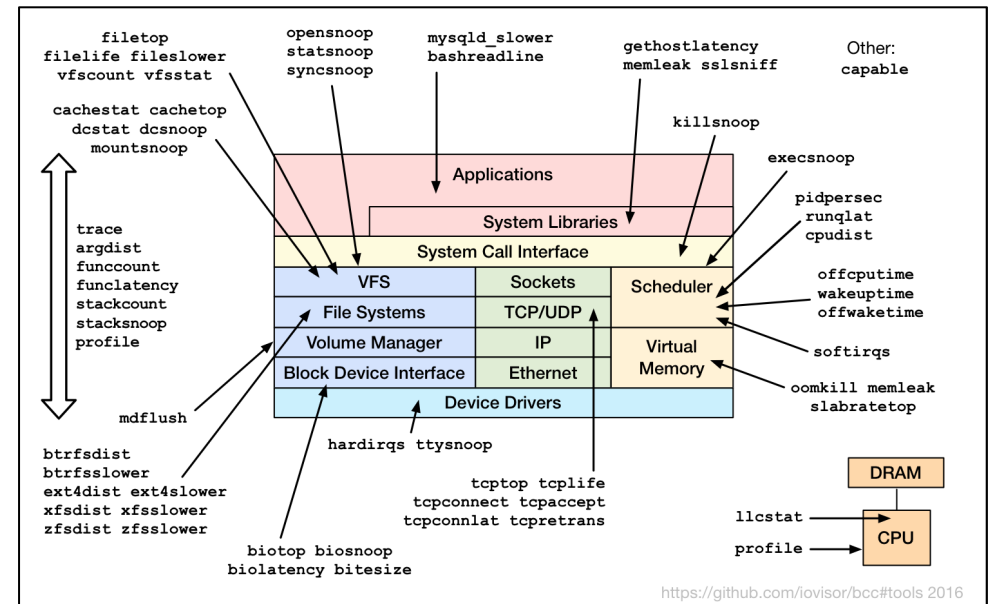 filetop
filelife fileslower
vfscount vfsstat
opensnoop
statsnoop
syncsnoop
mysqld_slower
bashreadline
gethostlatency
memleak sslsniff
Other:
capable
cachestat cachetop
dcstat dcsnoop
mountsnoop
killsnoop
execsnoop
pidpersec
runqlat
cpudist
trace
argdist
funccount
funclatency
stackcount
stacksnoop
profile
Applications
System Libraries
System Call Interface
VFS
Sockets
Scheduler
File Systems
TCP/UDP
Volume Manager
IP
Virtual
Memory
Block Device Interface
Ethernet
Device Drivers
offcputime
wakeuptime
offwaketime
softirqs
oomkill memleak
slabratetop
mdflush
hardirqs ttysnoop
btrfsdist
btrfsslower
ext4dist ext4slower
xfsdist xfsslower
zfsdist zfsslower
tcptop tcplife
tcpconnect tcpaccept
tcpconnlat tcpretrans
biotop biosnoop
biolatency bitesize
DRAM
llcstat
CPU
profile
https://github.com/iovisor/bcc#tools 2016